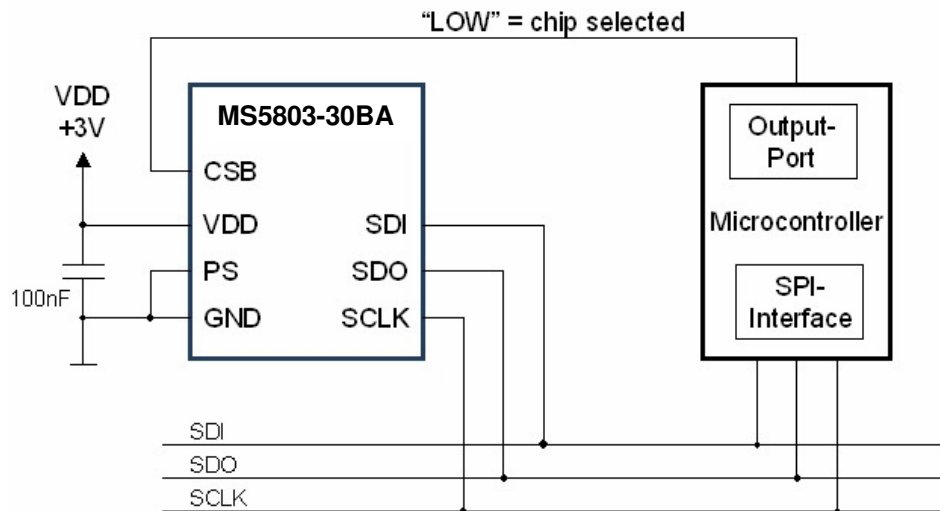 “LOW” = chip selected
VDD
+3V
100nF
MS5803-30BA
CSB
VDD
PS
GND
SDI
SDO
SCLK
Output-
Port
Microcontroller
SPI-
Interface
SDI
SDO
SCLK